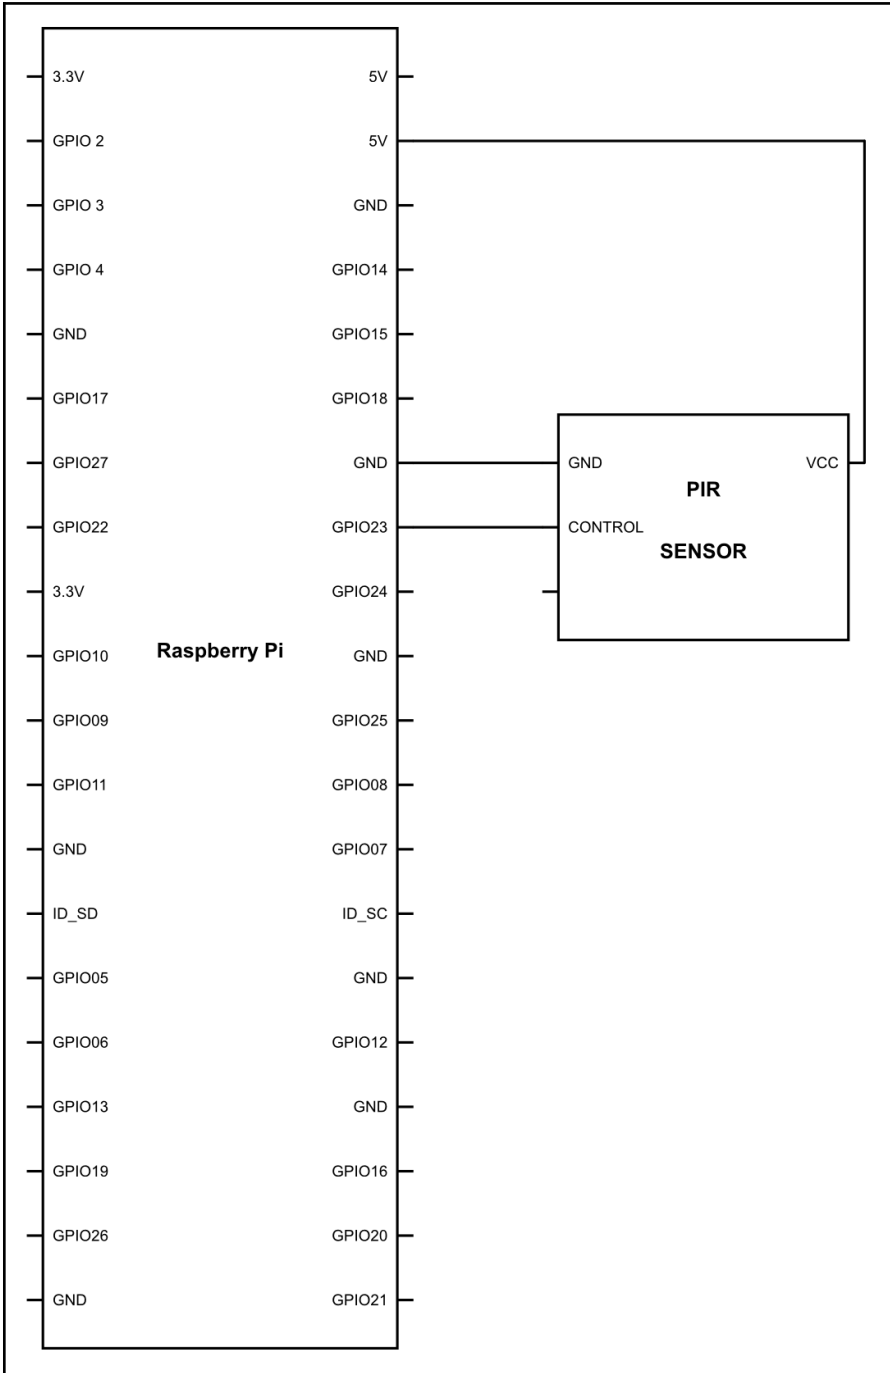 3.3V 5V
GPIO 2 5V
GPIO 3 GND
GPIO 4 GPIO14
GND GPIO15
GPIO17 GPIO18
GPIO27 GND GND VCC
PIR
GPIO22 GPIO23 CONTROL
SENSOR
3.3V GPIO24
Raspberry Pi
GPIO10 GND
GPIO09 GPIO25
GPIO11 GPIO08
GND GPIO07
ID_SD ID_SC
GPIO05 GND
GPIO06 GPIO12
GPIO13 GND
GPIO19 GPIO16
GPIO26 GPIO20
GND GPIO21